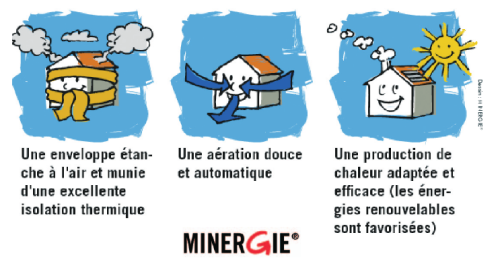 Une enveloppe étan-
che à l'air et munie
d'une excellente
isolation thermique
Une aération douce
et automatique
Une production de
chaleur adaptée et
efficace (les éner-
gies renouvelables
sont favorisées)
MINERGIE®